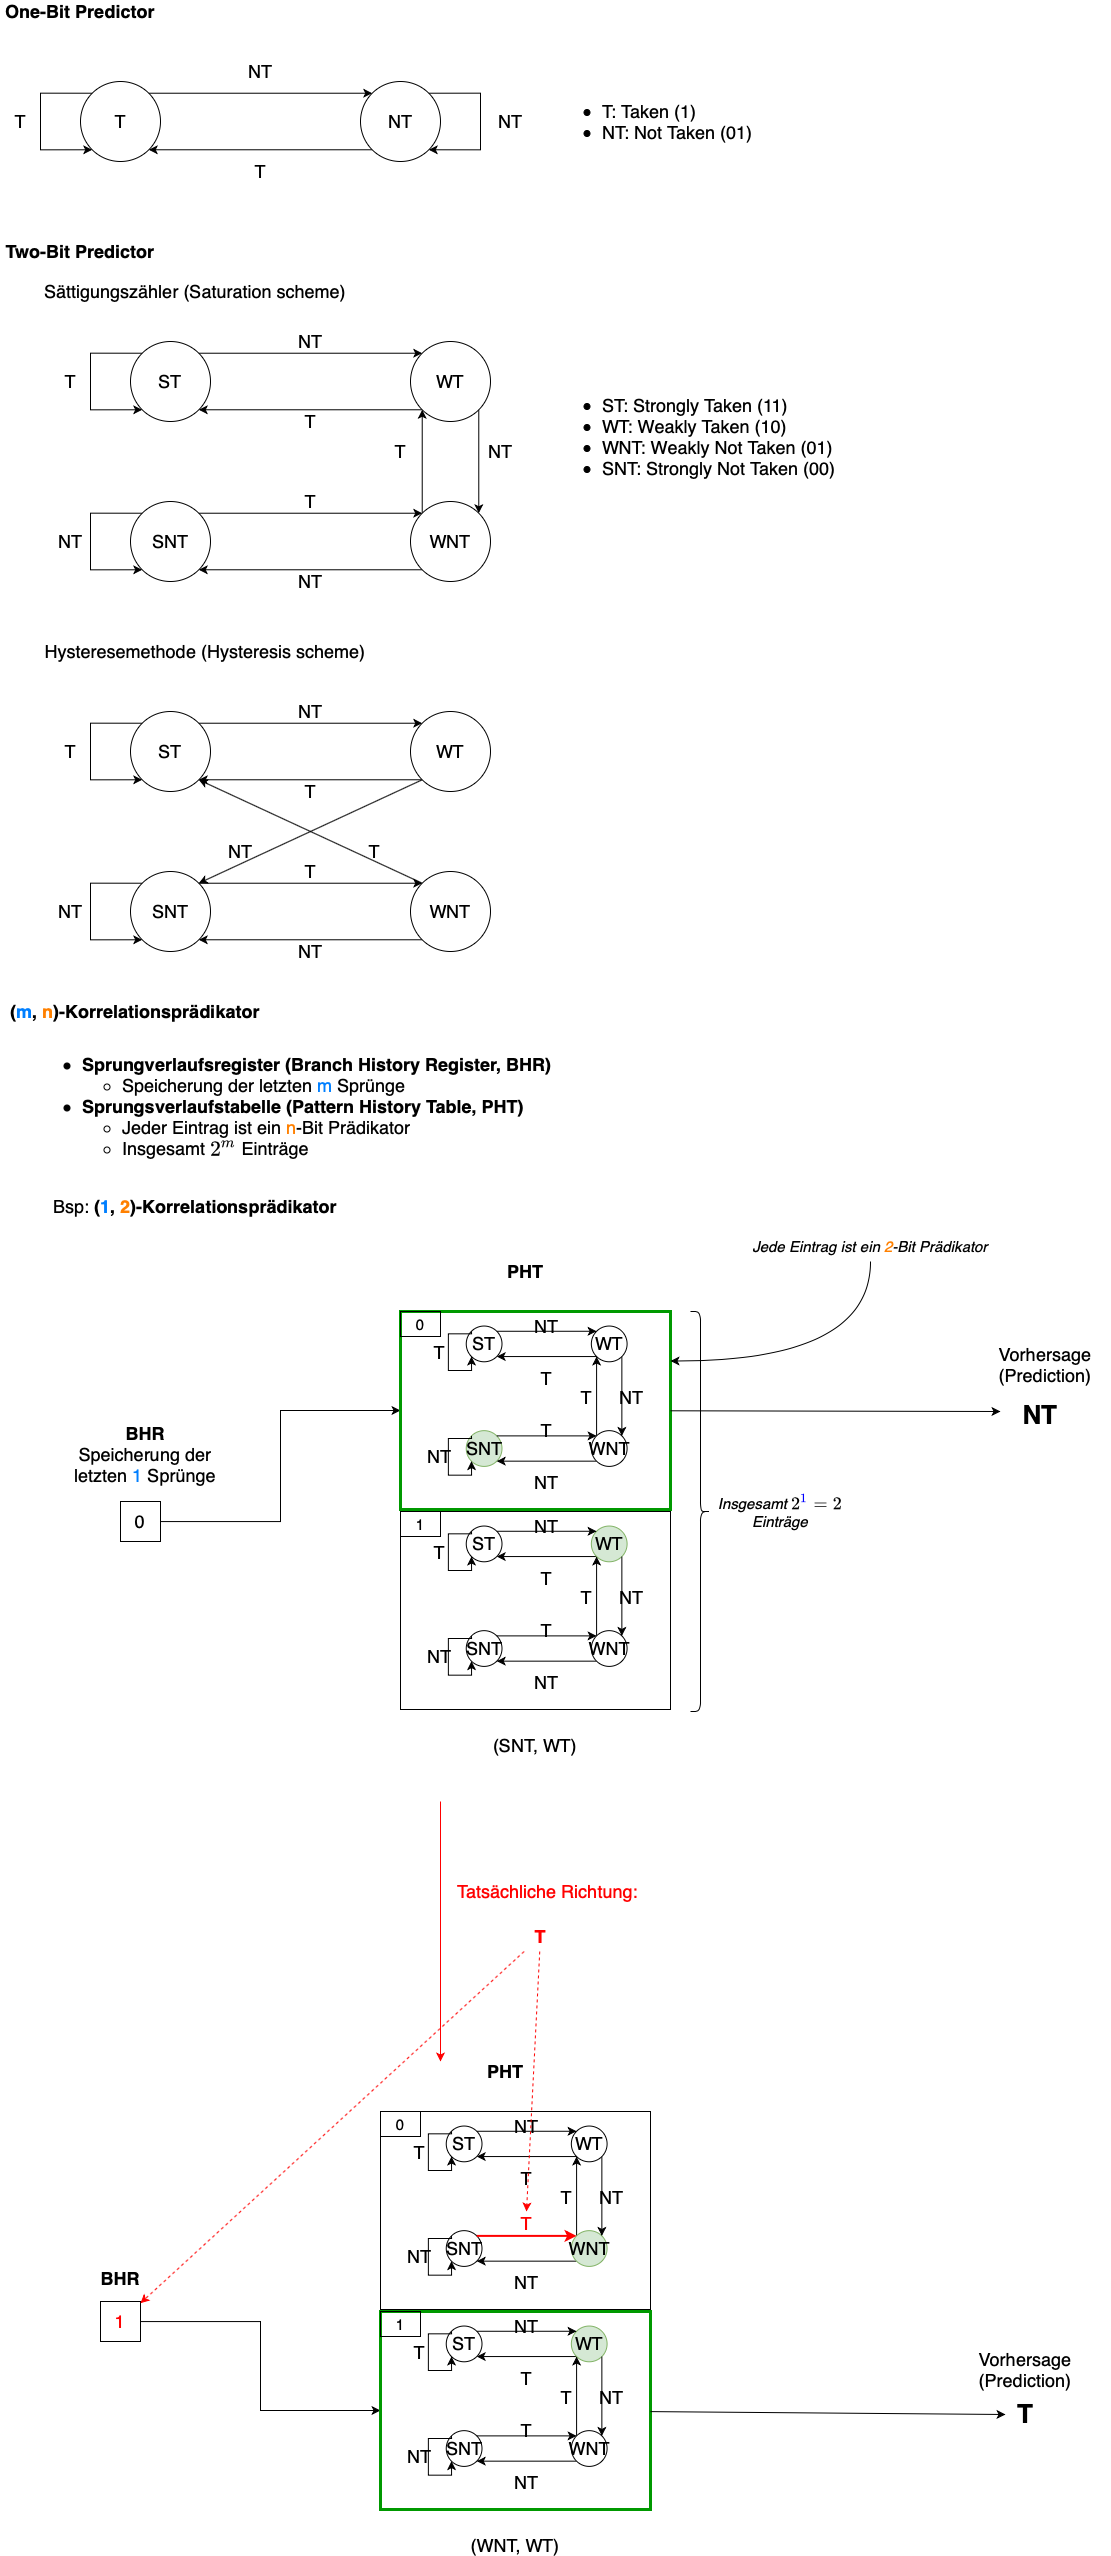 One-Bit Predictor
NT
T
T
NT
NT
T
T: Taken (1)
NT: Not Taken (01)
Two-Bit Predictor
Sättigungszähler (Saturation scheme)
NT
T
ST
WT
T
T
NT
ST: Strongly Taken (11)
WT: Weakly Taken (10)
WNT: Weakly Not Taken (01)
SNT: Strongly Not Taken (00)
T
NT
SNT
WNT
NT
Hysteresemethode (Hysteresis scheme)
NT
T
ST
WT
T
NT
T
T
NT
SNT
WNT
NT
(m, n)-Korrelationsprädikator
Sprungverlaufsregister (Branch History Register, BHR)
Speicherung der letzten m Sprünge
Sprungsverlaufstabelle (Pattern History Table, PHT)
Jeder Eintrag ist ein n-Bit Prädikator
Insgesamt 2^m Einträge
Bsp: (1, 2)-Korrelationsprädikator
Jede Eintrag ist ein 2-Bit Prädikator
PHT
0
NT
T
ST
WT
T
T
NT
T
NT
SNT
WNT
NT
Vorhersage
(Prediction)
NT
BHR
Speicherung der
letzten 1 Sprünge
0
Insgesamt 2^1 = 2
Einträge
1
NT
T
ST
WT
T
T
NT
T
NT
SNT
WNT
NT
(SNT, WT)
Tatsächliche Richtung:
T
PHT
0
NT
T
ST
WT
T
T
NT
T
NT
SNT
WNT
NT
BHR
1
1
NT
T
ST
WT
T
T
NT
T
NT
SNT
WNT
NT
Vorhersage
(Prediction)
T
(WNT, WT)